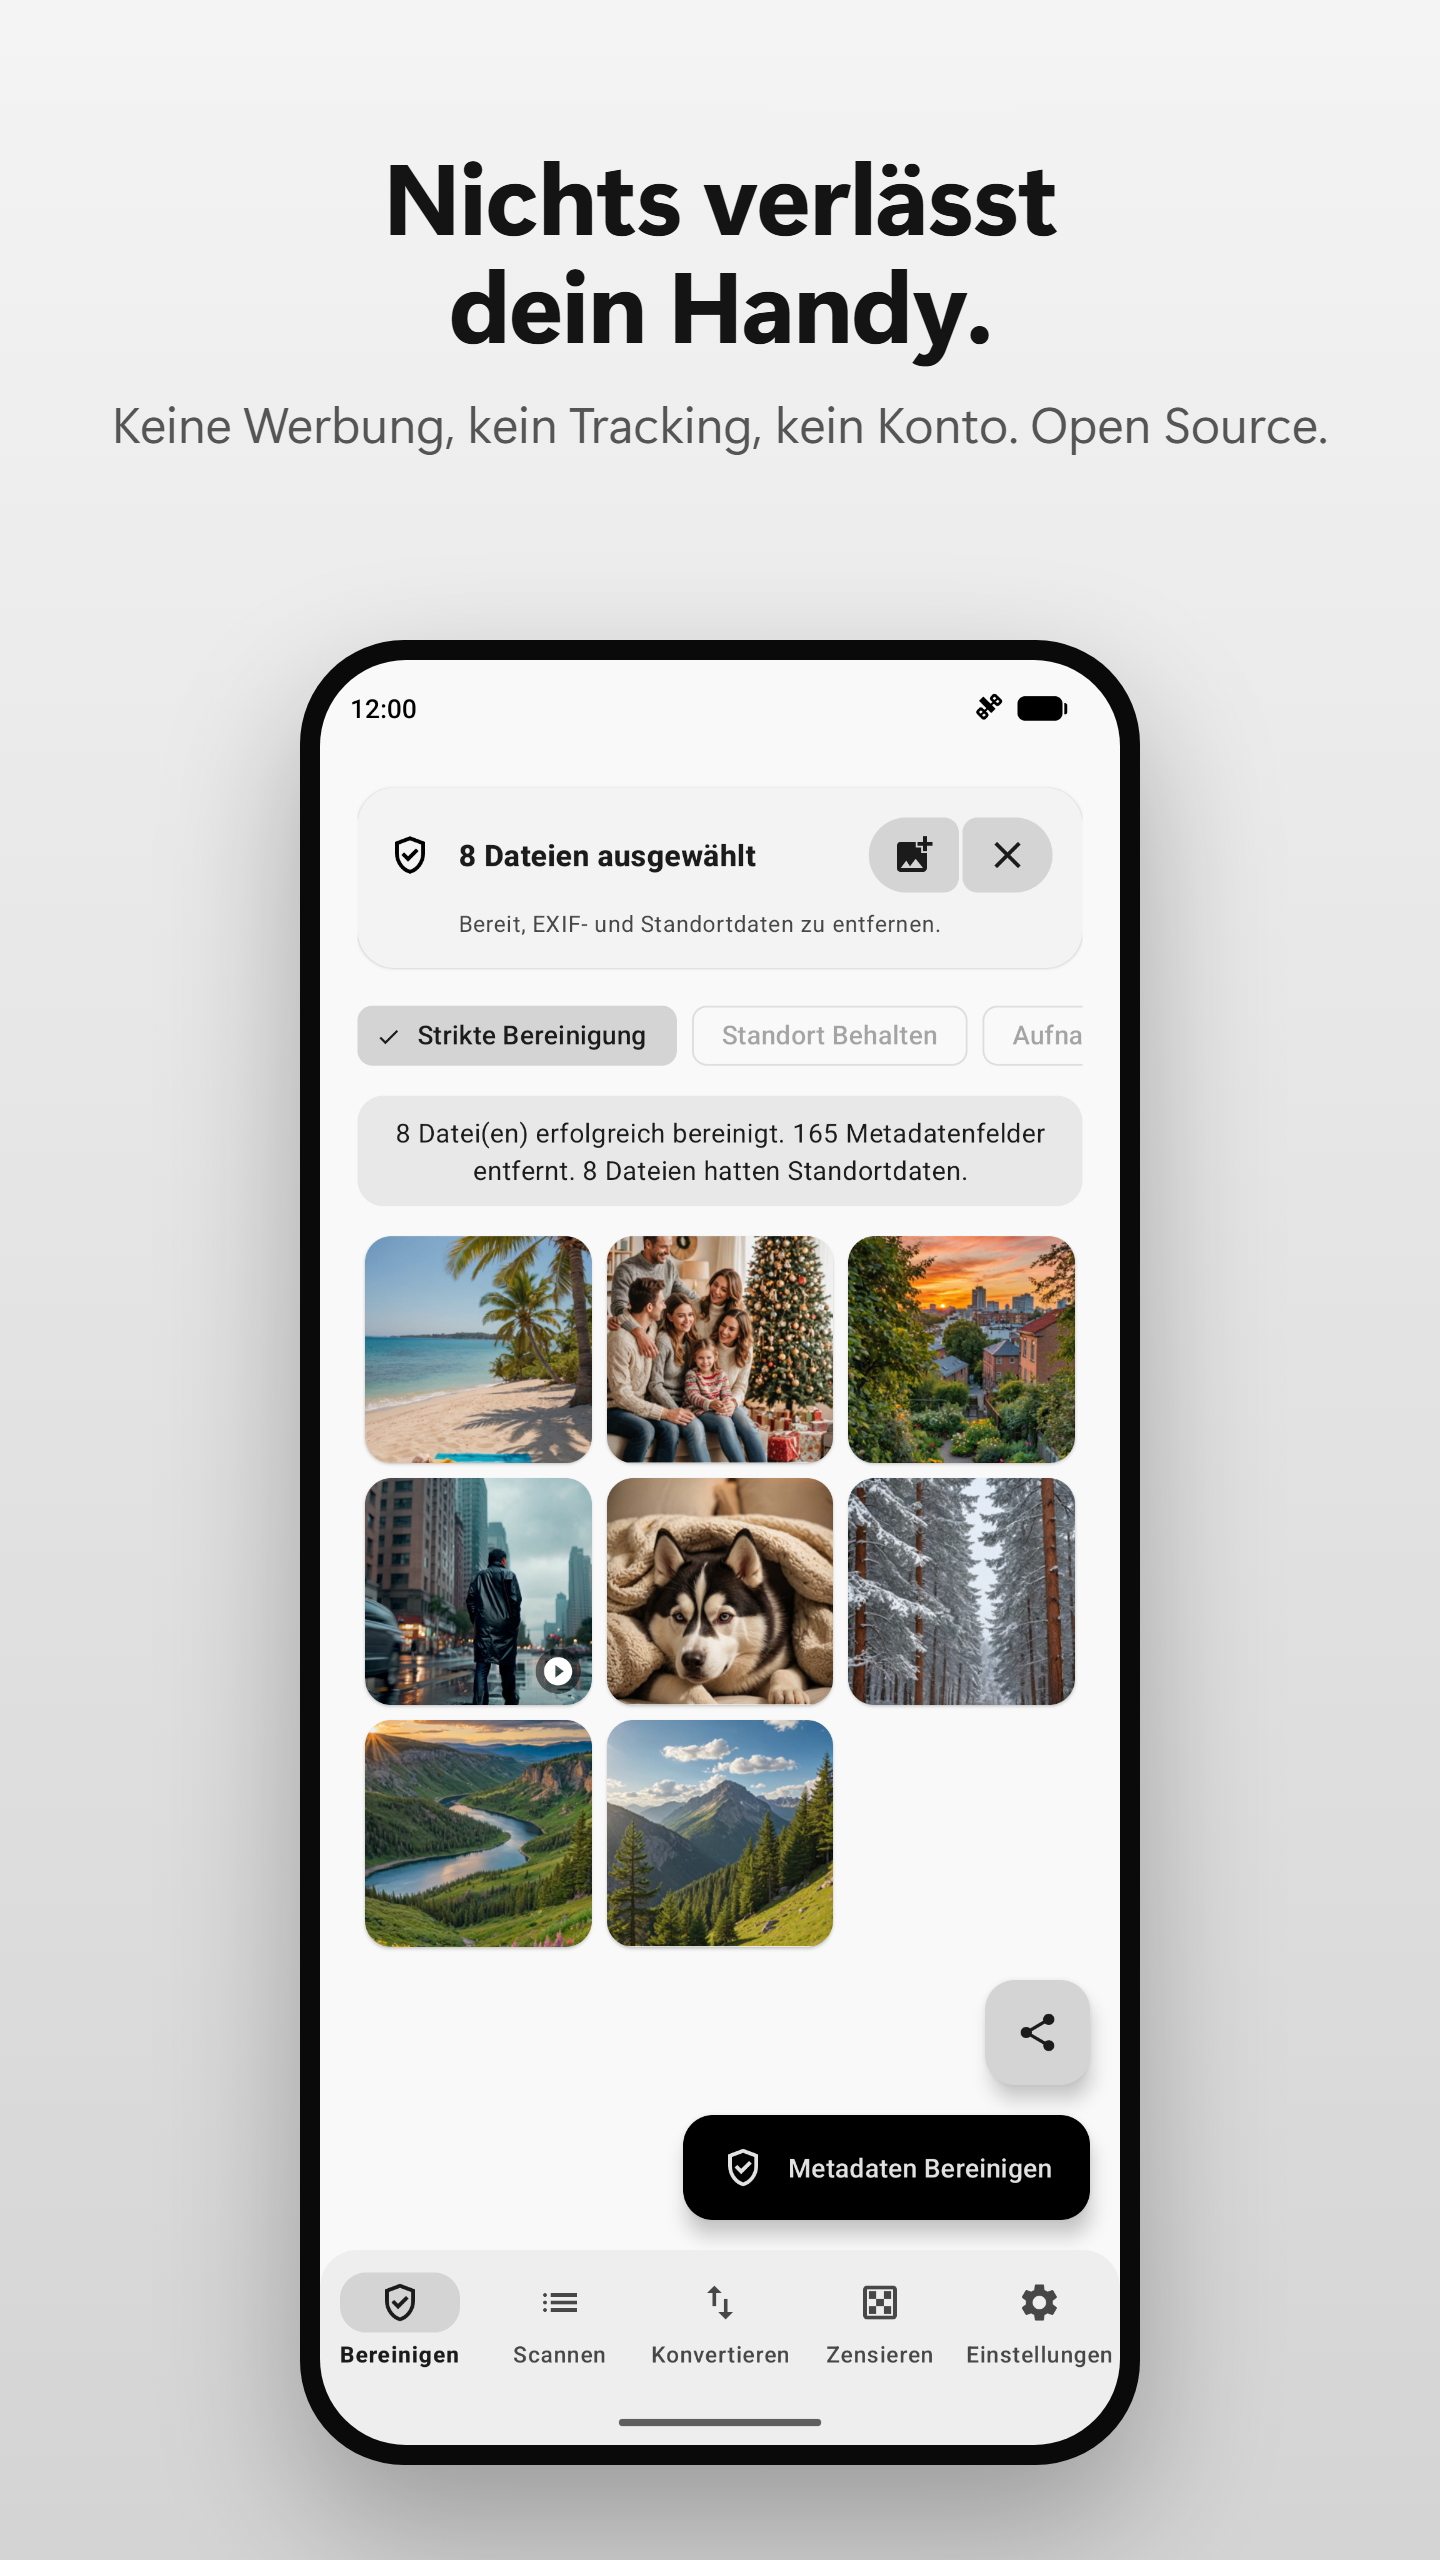 Nichts verlässt
dein Handy.
Keine Werbung, kein Tracking, kein Konto. Open Source.
12:00
8 Dateien ausgewählt
Bereit, EXIF- und Standortdaten zu entfernen.
Strikte Bereinigung Standort Behalten Aufna
8 Datei(en) erfolgreich bereinigt. 165 Metadatenfelder
entfernt. 8 Dateien hatten Standortdaten.
Metadaten Bereinigen
Bereinigen Scannen Konvertieren Zensieren Einstellungen